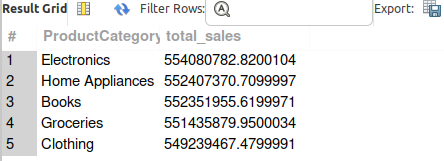 Result Grid Filter Rows: Export:
# ProductCategory total_sales
1 Electronics 554080782.8200104
2 Home Appliances 552407370.7099997
3 Books 552351955.6199971
4 Groceries 551435879.9500034
5 Clothing 549239467.4799991